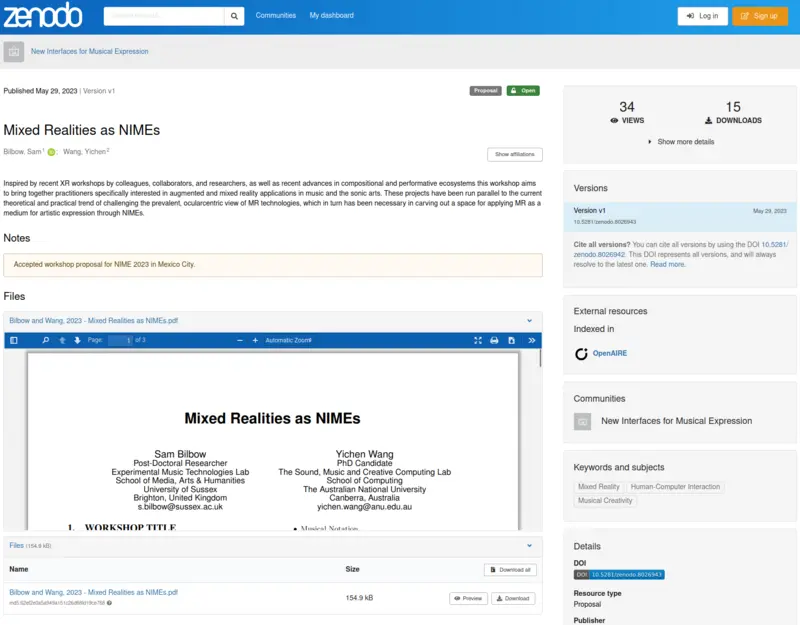 zenodo
Communities
My dashboard
Log in
Sign up
New Interfaces for Musical Expression
Published May 29, 2023 | Version v1
Proposal
Open
Mixed Realities as NIMEs
Bilbow, Sam1 ; Wang, Yichen2
Show affiliations
Inspired by recent XR workshops by colleagues, collaborators, and researchers, as well as recent advances in compositional and performative ecosystems this workshop aims
to bring together practitioners specifically interested in augmented and mixed reality applications in music and the sonic arts. These projects have been run parallel to the current
theoretical and practical trend of challenging the prevalent, ocularcentric view of MR technologies, which in turn has been necessary in carving out a space for applying MR as a
medium for artistic expression through NIMEs.
Notes
Accepted workshop proposal for NIME 2023 in Mexico City.
Files
Bilbow and Wang, 2023 - Mixed Realities as NIMEs.pdf
Page: 1 of 3
Automatic Zoom
Mixed Realities as NIMEs
Sam Bilbow
Post-Doctoral Researcher
Experimental Music Technologies Lab
School of Media, Arts & Humanities
University of Sussex
Brighton, United Kingdom
s.bilbow@sussex.ac.uk
Yichen Wang
PhD Candidate
The Sound, Music and Creative Computing Lab
School of Computing
The Australian National University
Canberra, Australia
yichen.wang@anu.edu.au
1. WORKSHOP TITLE
• Musical Notation
Files (154.9 kB)
Name
Size
Download all
Bilbow and Wang, 2023 - Mixed Realities as NIMEs.pdf
154.9 kB
Preview
Download
34
VIEWS
15
DOWNLOADS
Show more details
Versions
Version v1
May 29, 2023
10.5281/zenodo.8026943
Cite all versions? You can cite all versions by using the DOI 10.5281/
zenodo.8026942. This DOI represents all versions, and will always
resolve to the latest one. Read more.
External resources
Indexed in
OpenAIRE
Communities
New Interfaces for Musical Expression
Keywords and subjects
Mixed Reality
Human-Computer Interaction
Musical Creativity
Details
DOI
DOI 10.5281/zenodo.8026943
Resource type
Proposal
Publisher